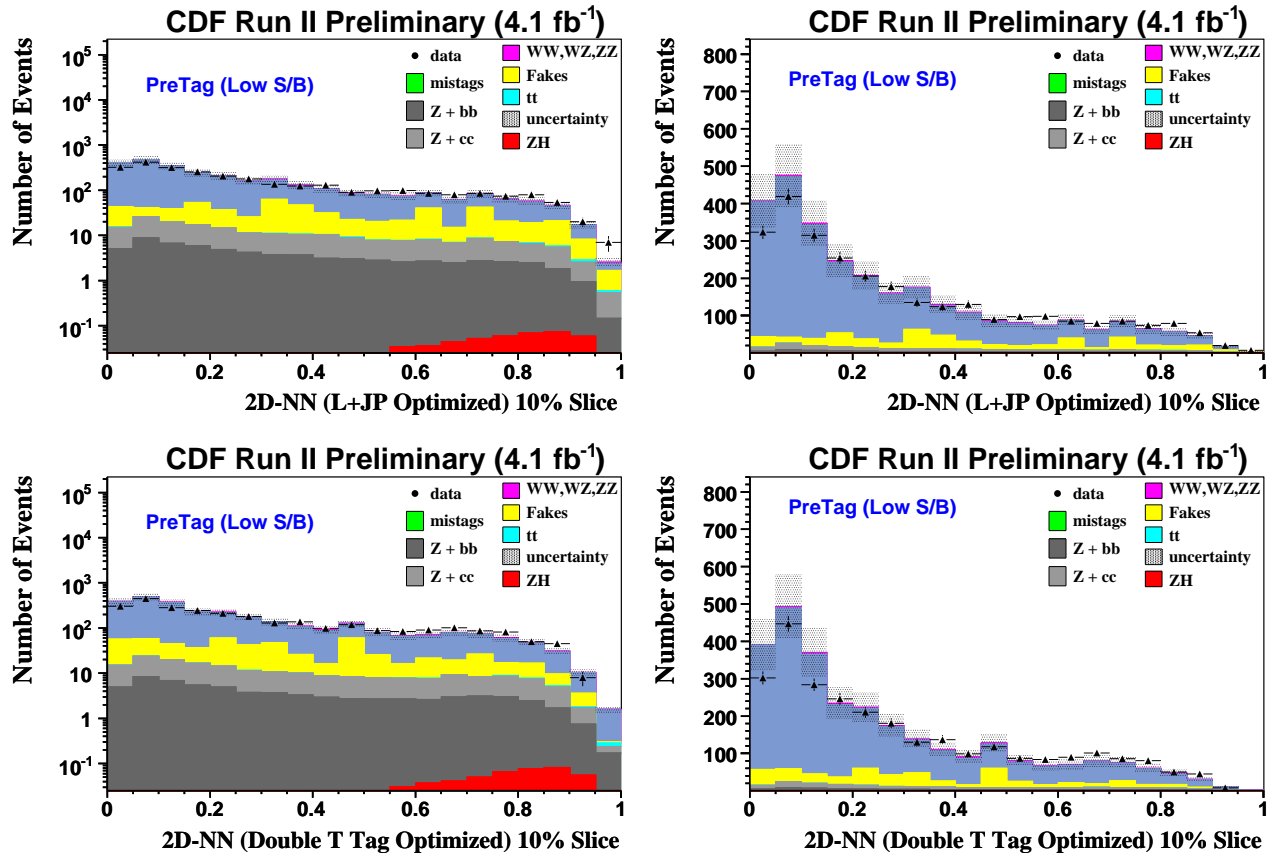 CDF Run II Preliminary (4.1 fb-1)
Number of Events
10^5
10^4
10^3
10^2
10
1
10^-1
PreTag (Low S/B)
data
mistags
Z + bb
Z + cc
WW,WZ,ZZ
Fakes
tt
uncertainty
ZH
0 0.2 0.4 0.6 0.8 1
2D-NN (L+JP Optimized) 10% Slice
CDF Run II Preliminary (4.1 fb-1)
Number of Events
800
700
600
500
400
300
200
100
PreTag (Low S/B)
data
mistags
Z + bb
Z + cc
WW,WZ,ZZ
Fakes
tt
uncertainty
ZH
0 0.2 0.4 0.6 0.8 1
2D-NN (L+JP Optimized) 10% Slice
CDF Run II Preliminary (4.1 fb-1)
Number of Events
10^5
10^4
10^3
10^2
10
1
10^-1
PreTag (Low S/B)
data
mistags
Z + bb
Z + cc
WW,WZ,ZZ
Fakes
tt
uncertainty
ZH
0 0.2 0.4 0.6 0.8 1
2D-NN (Double T Tag Optimized) 10% Slice
CDF Run II Preliminary (4.1 fb-1)
Number of Events
800
700
600
500
400
300
200
100
PreTag (Low S/B)
data
mistags
Z + bb
Z + cc
WW,WZ,ZZ
Fakes
tt
uncertainty
ZH
0 0.2 0.4 0.6 0.8 1
2D-NN (Double T Tag Optimized) 10% Slice